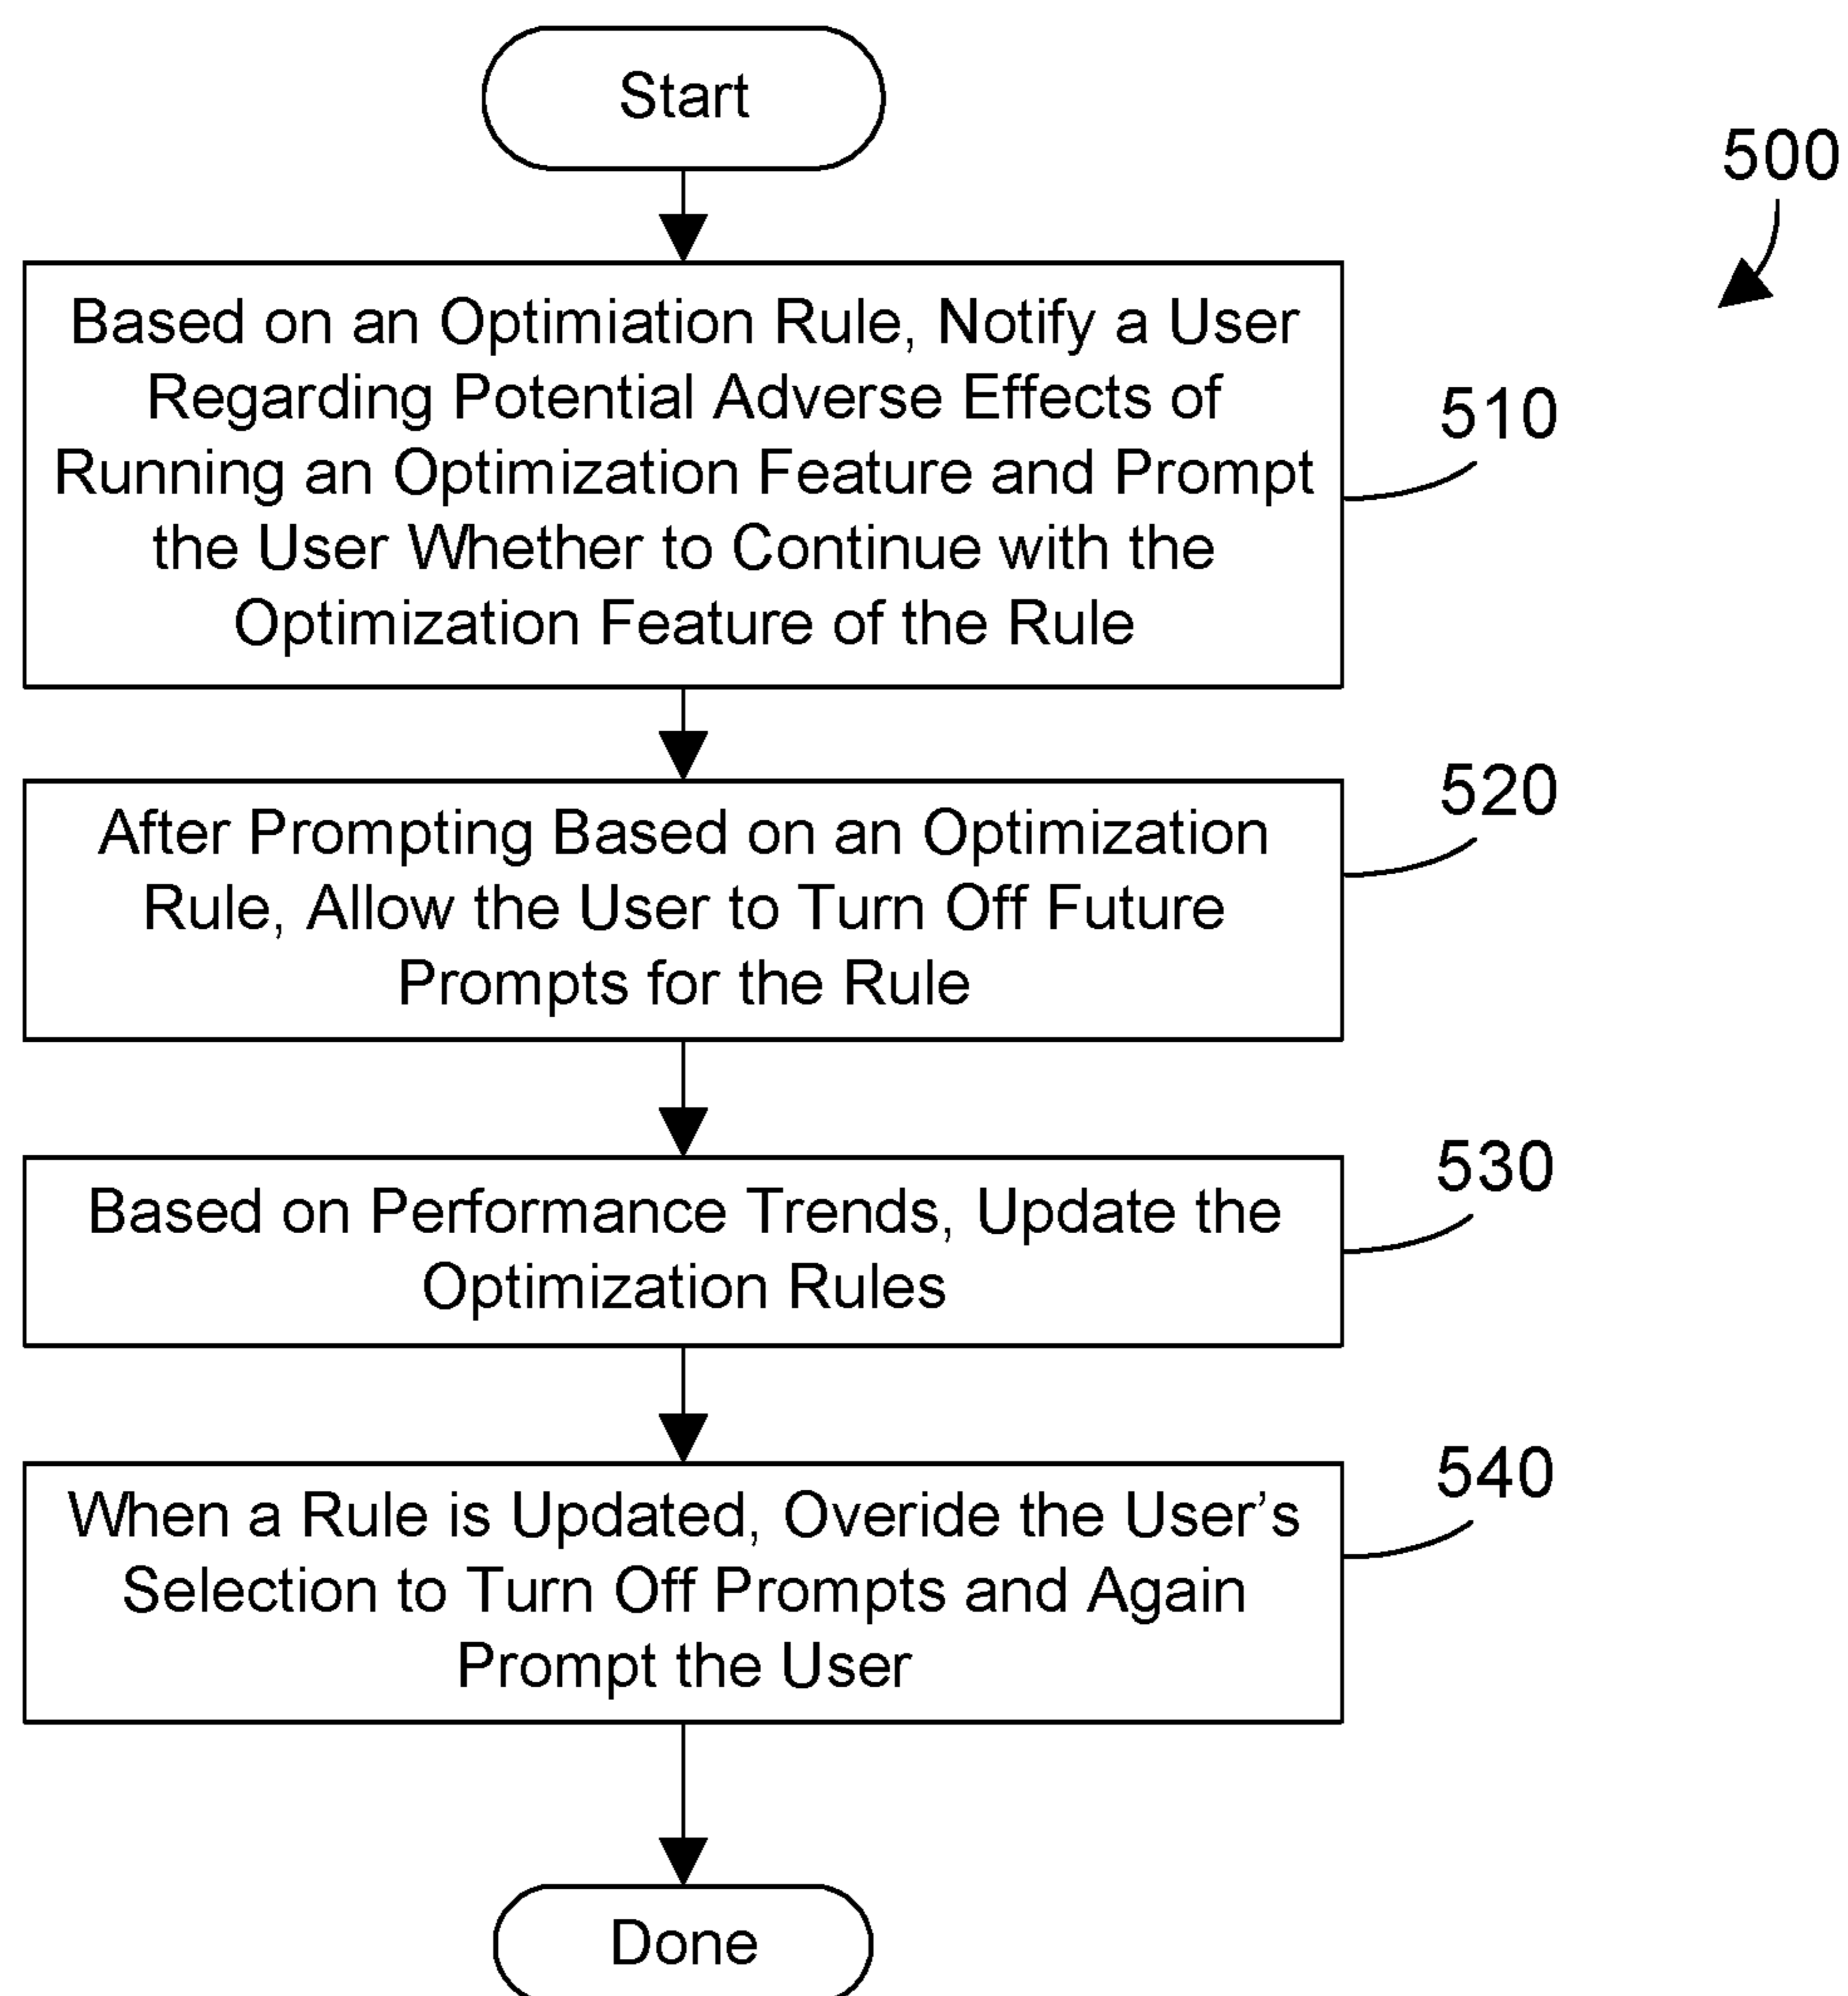 Start
500
Based on an Optimiation Rule, Notify a User
Regarding Potential Adverse Effects of
Running an Optimization Feature and Prompt
the User Whether to Continue with the
Optimization Feature of the Rule
510
After Prompting Based on an Optimization
Rule, Allow the User to Turn Off Future
Prompts for the Rule
520
Based on Performance Trends, Update the
Optimization Rules
530
When a Rule is Updated, Overide the User’s
Selection to Turn Off Prompts and Again
Prompt the User
540
Done